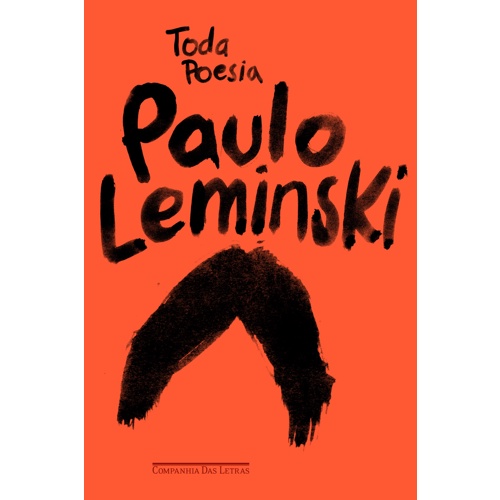 Toda
Poesia
Paulo
Leminski
Companhia Das Letras